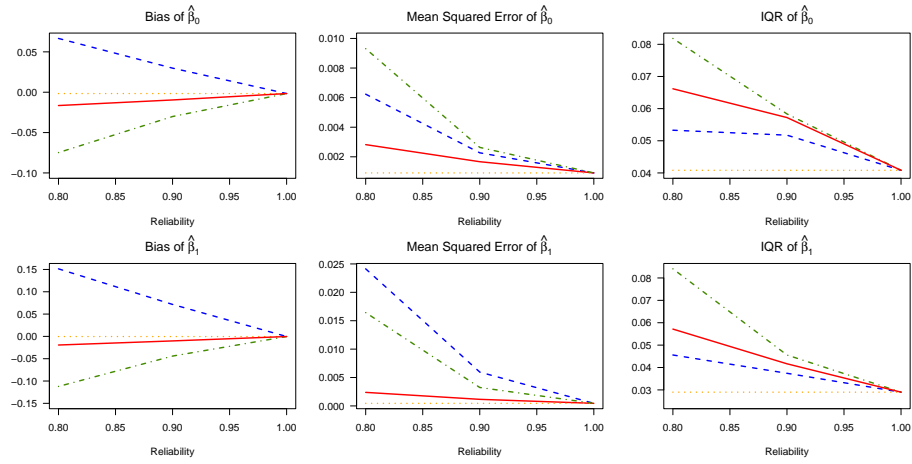 Bias of β̂0
0.05
0.00
−0.05
−0.10
0.80 0.85 0.90 0.95 1.00
Reliability
Mean Squared Error of β̂0
0.010
0.008
0.006
0.004
0.002
0.80 0.85 0.90 0.95 1.00
Reliability
IQR of β̂0
0.08
0.07
0.06
0.05
0.04
0.80 0.85 0.90 0.95 1.00
Reliability
Bias of β̂1
0.15
0.10
0.05
0.00
−0.05
−0.10
−0.15
0.80 0.85 0.90 0.95 1.00
Reliability
Mean Squared Error of β̂1
0.025
0.020
0.015
0.010
0.005
0.000
0.80 0.85 0.90 0.95 1.00
Reliability
IQR of β̂1
0.08
0.07
0.06
0.05
0.04
0.03
0.80 0.85 0.90 0.95 1.00
Reliability